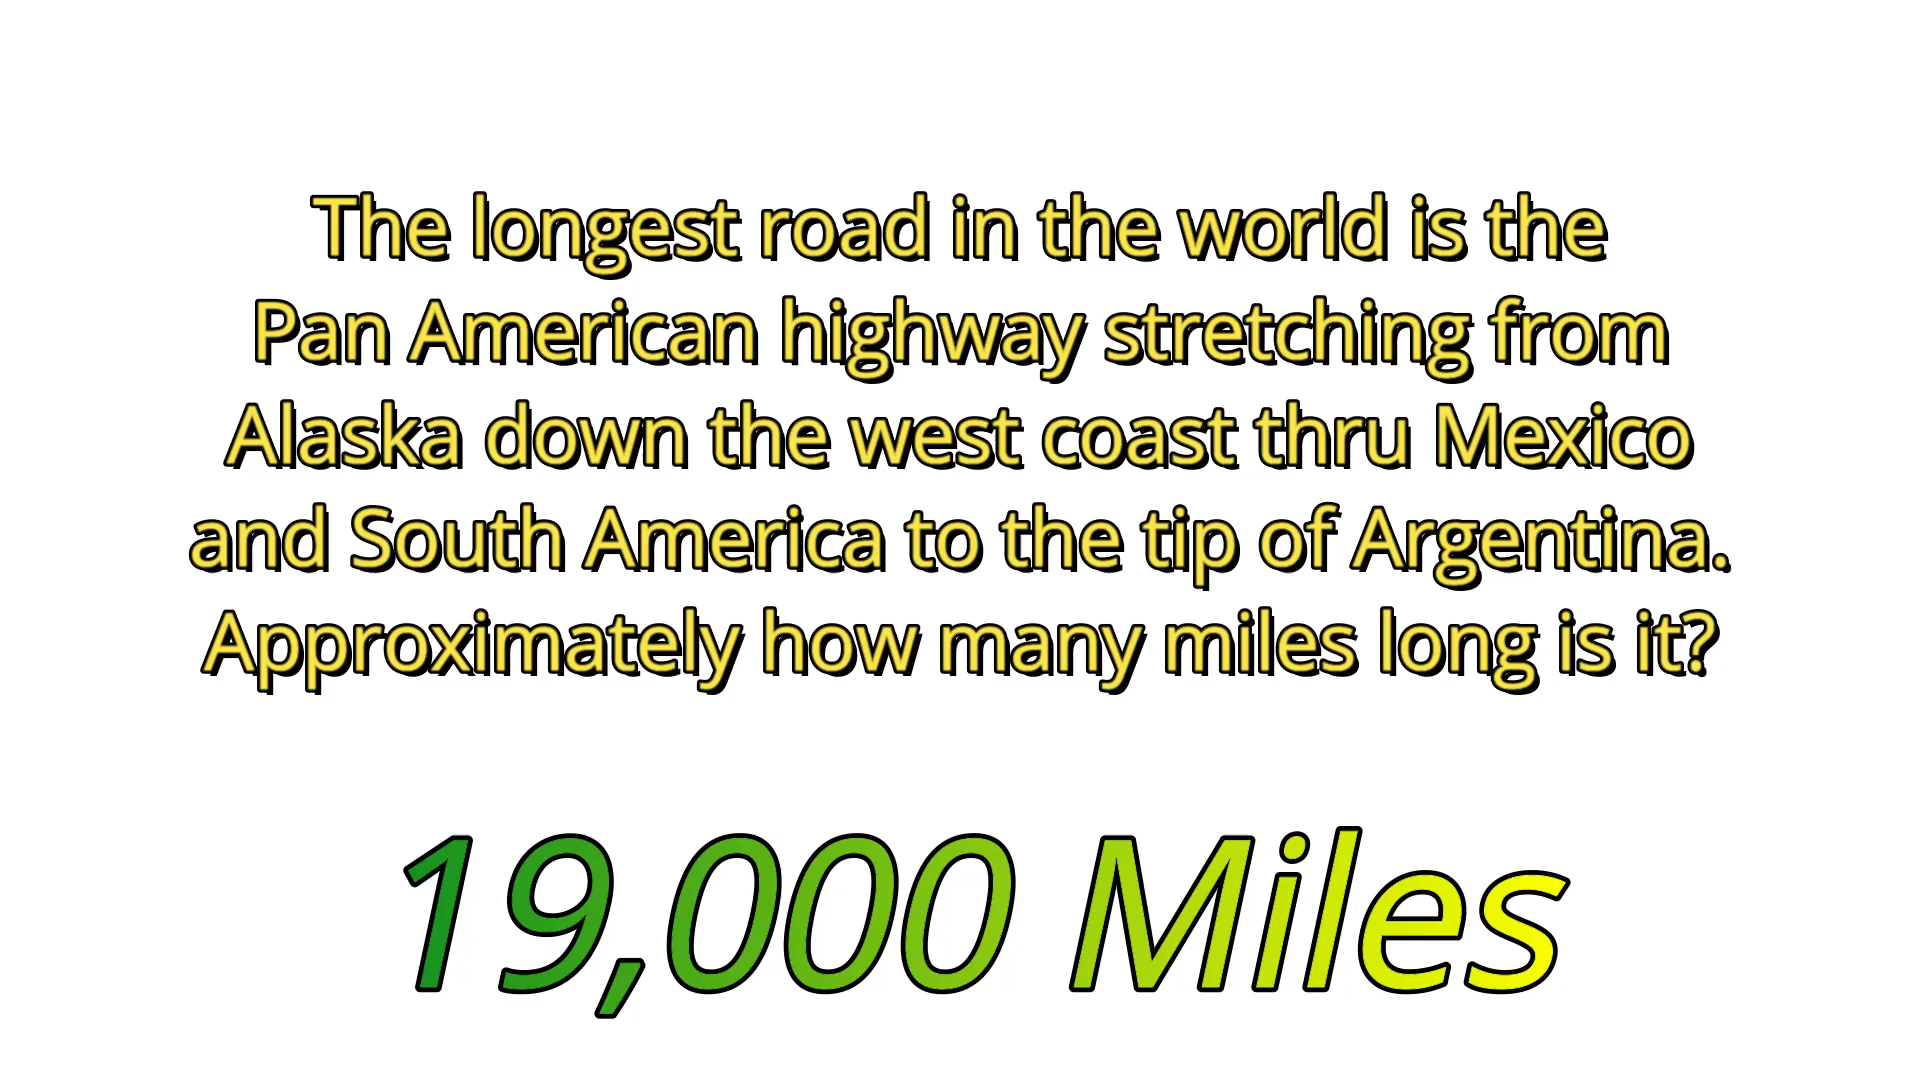 The longest road in the world is the
Pan American highway stretching from
Alaska down the west coast thru Mexico
and South America to the tip of Argentina.
Approximately how many miles long is it?
19,000 Miles